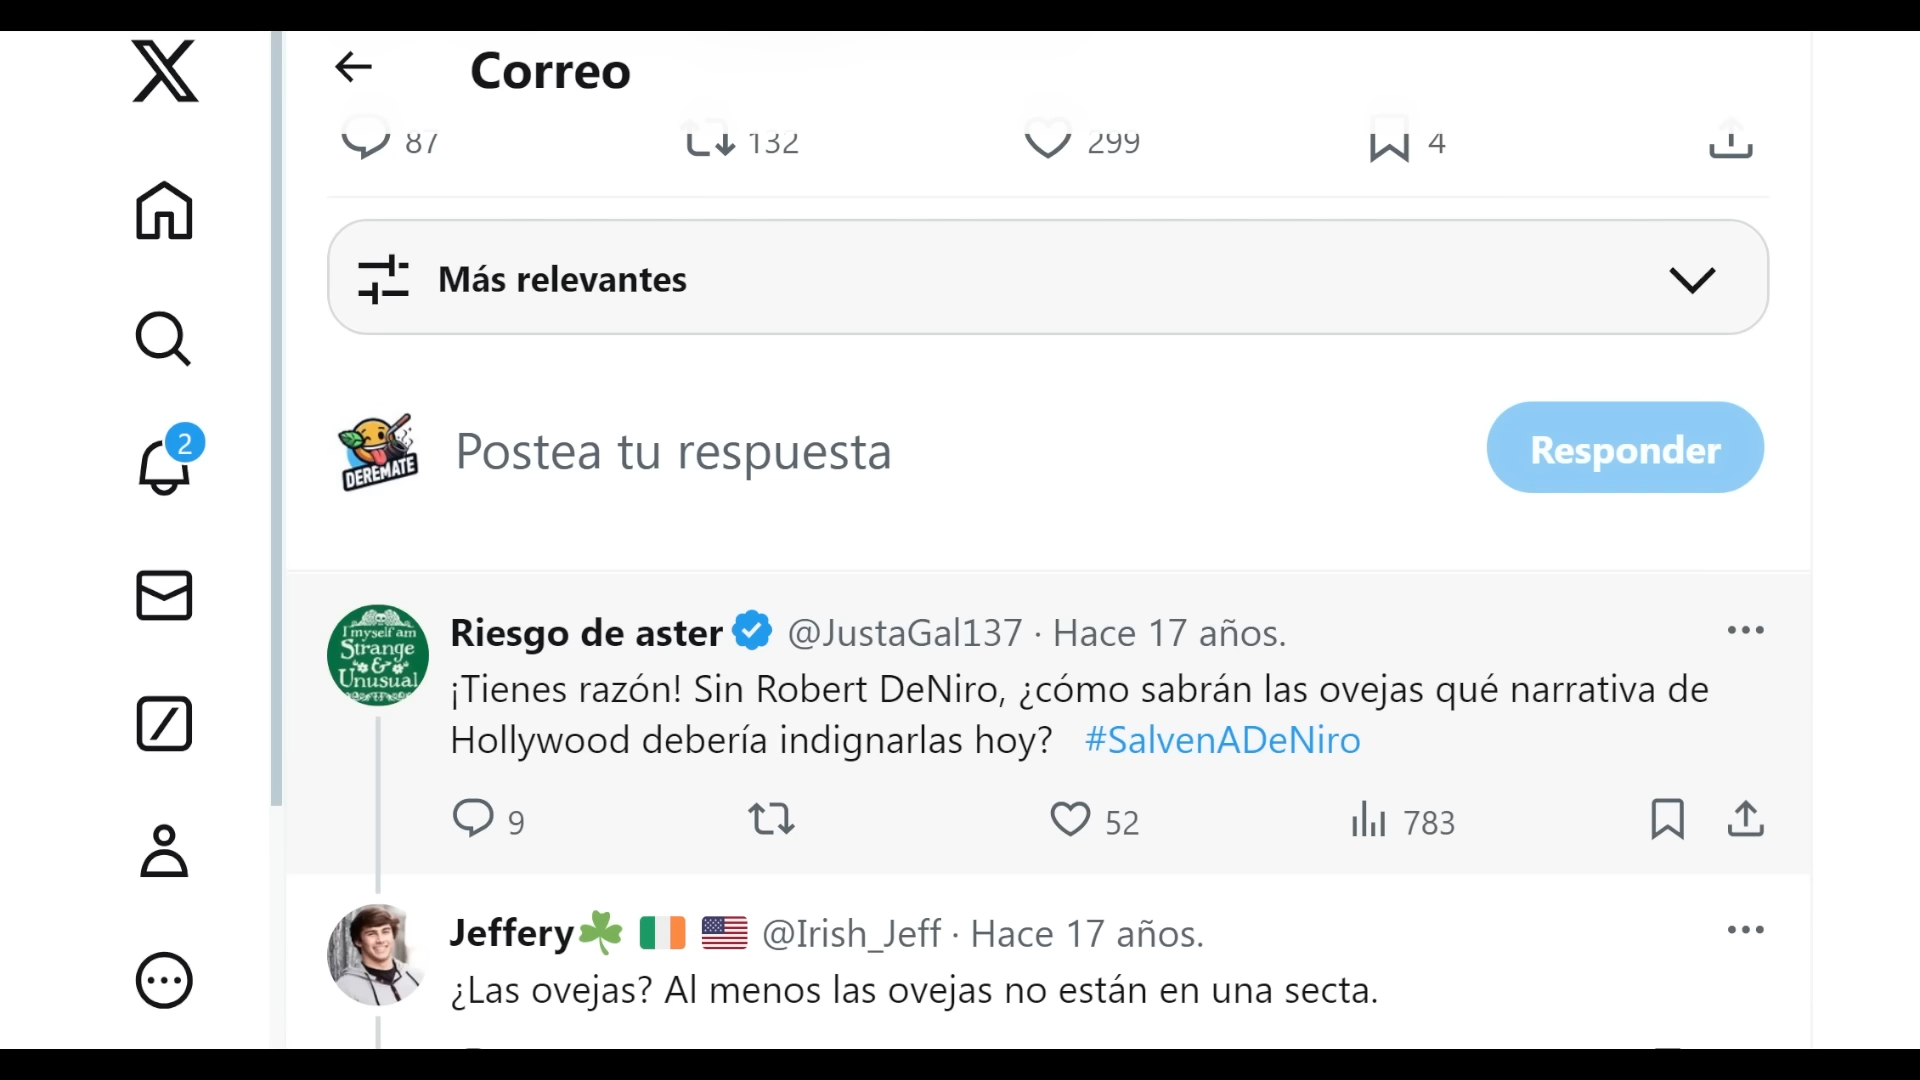 Correo
87 132 299 4
Más relevantes
DEREMATE
Postea tu respuesta
Responder
2
I myself am
Strange
&
Unusual
Riesgo de aster @JustaGal137 · Hace 17 años.
¡Tienes razón! Sin Robert DeNiro, ¿cómo sabrán las ovejas qué narrativa de
Hollywood debería indignarlas hoy? #SalvenADeNiro
9 52 783
Jeffery @Irish_Jeff · Hace 17 años.
¿Las ovejas? Al menos las ovejas no están en una secta.